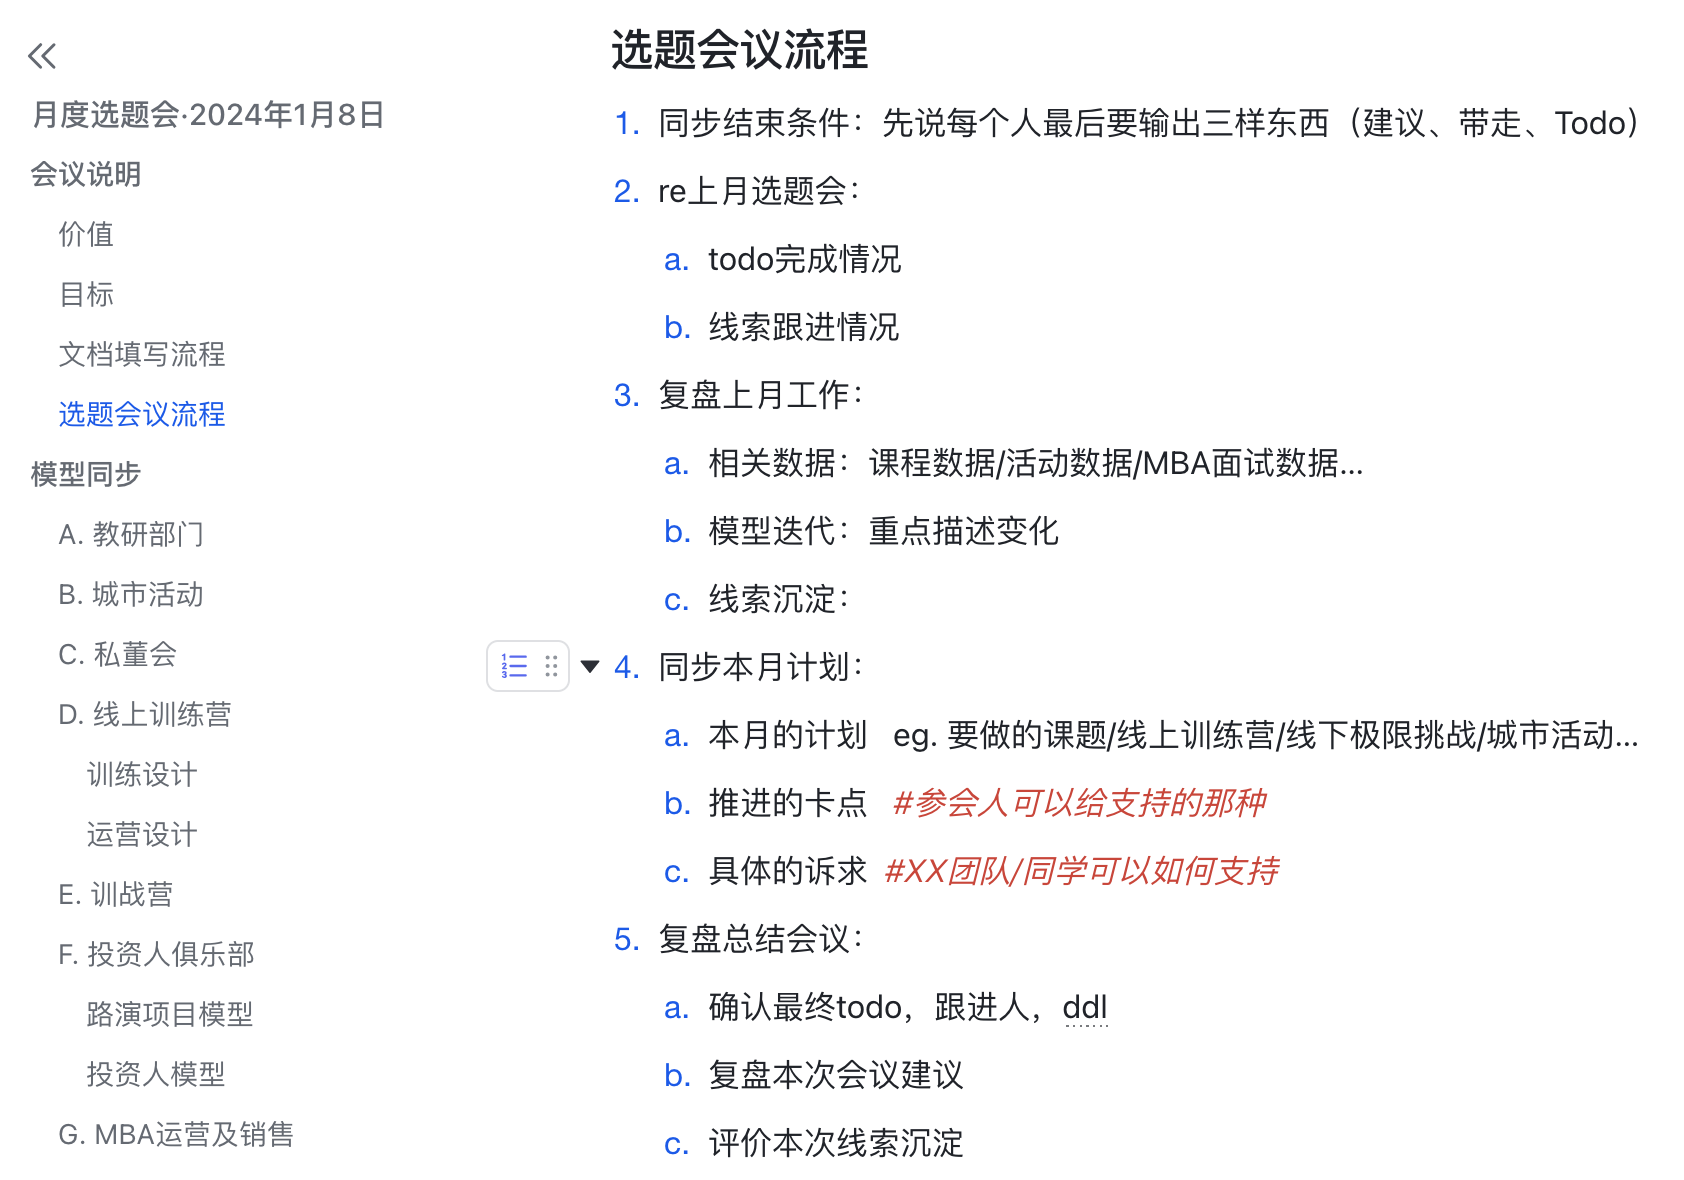 月度选题会·2024年1月8日
会议说明
价值
目标
文档填写流程
选题会议流程
模型同步
A. 教研部门
B. 城市活动
C. 私董会
D. 线上训练营
训练设计
运营设计
E. 训战营
F. 投资人俱乐部
路演项目模型
投资人模型
G. MBA运营及销售
选题会议流程
1. 同步结束条件：先说每个人最后要输出三样东西（建议、带走、Todo）
2. re上月选题会：
a. todo完成情况
b. 线索跟进情况
3. 复盘上月工作：
a. 相关数据：课程数据/活动数据/MBA面试数据...
b. 模型迭代：重点描述变化
c. 线索沉淀：
4. 同步本月计划：
a. 本月的计划 eg. 要做的课题/线上训练营/线下极限挑战/城市活动...
b. 推进的卡点 #参会人可以给支持的那种
c. 具体的诉求 #XX团队/同学可以如何支持
5. 复盘总结会议：
a. 确认最终todo，跟进人，ddl
b. 复盘本次会议建议
c. 评价本次线索沉淀